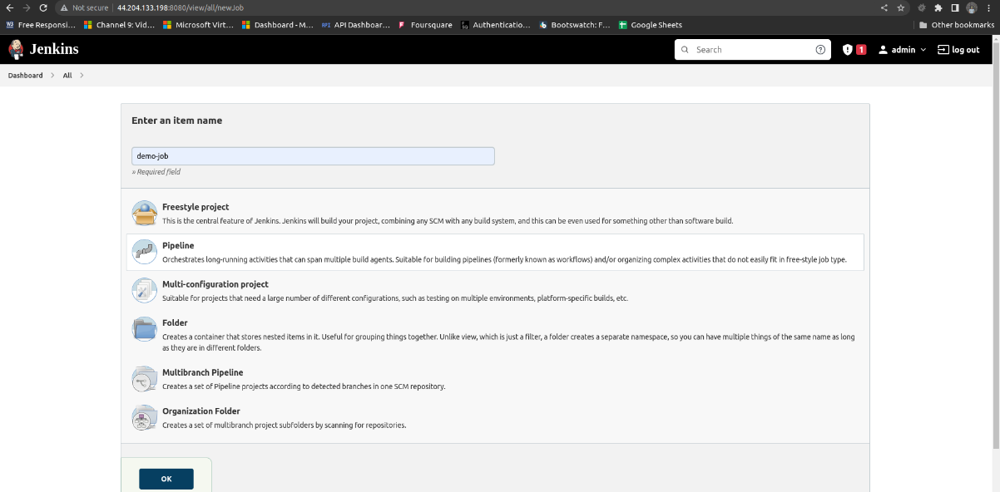 Not secure | 44.204.133.198:8080/view/all/newJob
Free Responsi... Channel 9: Vid... Microsoft Virt... Dashboard - M... API API Dashboar... Foursquare Authenticatio... Bootswatch: F... Google Sheets Other bookmarks
Jenkins Search 1 admin log out
Dashboard All
Enter an item name
demo-job
» Required field
Freestyle project
This is the central feature of Jenkins. Jenkins will build your project, combining any SCM with any build system, and this can be even used for something other than software build.
Pipeline
Orchestrates long-running activities that can span multiple build agents. Suitable for building pipelines (formerly known as workflows) and/or organizing complex activities that do not easily fit in free-style job type.
Multi-configuration project
Suitable for projects that need a large number of different configurations, such as testing on multiple environments, platform-specific builds, etc.
Folder
Creates a container that stores nested items in it. Useful for grouping things together. Unlike view, which is just a filter, a folder creates a separate namespace, so you can have multiple things of the same name as long
as they are in different folders.
Multibranch Pipeline
Creates a set of Pipeline projects according to detected branches in one SCM repository.
Organization Folder
Creates a set of multibranch project subfolders by scanning for repositories.
OK